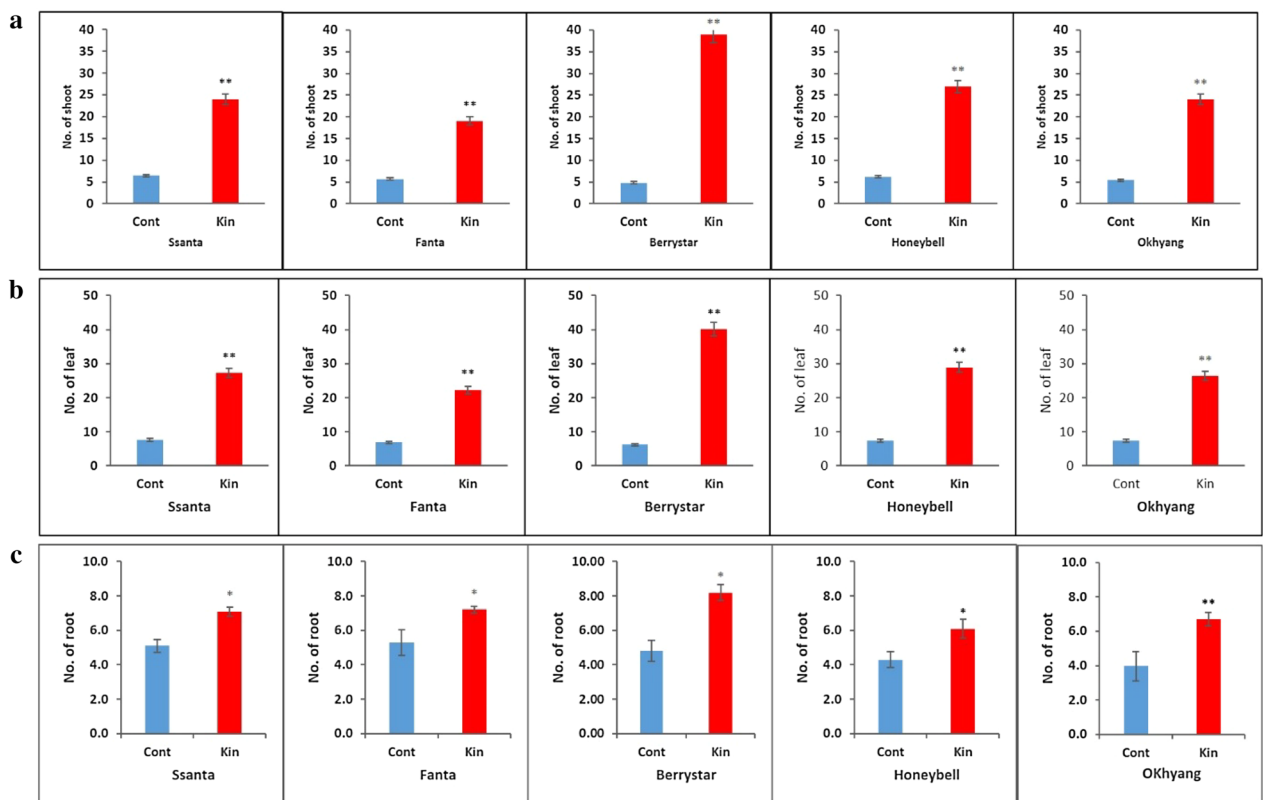 a
No. of shoot
40
35
30
25
20
15
10
5
0
**
Cont Kin
Ssanta
No. of shoot
40
35
30
25
20
15
10
5
0
**
Cont Kin
Fanta
No. of shoot
40
35
30
25
20
15
10
5
0
**
Cont Kin
Berrystar
No. of shoot
40
35
30
25
20
15
10
5
0
**
Cont Kin
Honeybell
No. of shoot
40
35
30
25
20
15
10
5
0
**
Cont Kin
Okhyang
b
No. of leaf
50
40
30
20
10
0
**
Cont Kin
Ssanta
No. of leaf
50
40
30
20
10
0
**
Cont Kin
Fanta
No. of leaf
50
40
30
20
10
0
**
Cont Kin
Berrystar
No. of leaf
50
40
30
20
10
0
**
Cont Kin
Honeybell
No. of leaf
50
40
30
20
10
0
**
Cont Kin
Okhyang
c
No. of root
10.0
8.0
6.0
4.0
2.0
0.0
*
Cont Kin
Ssanta
No. of root
10.0
8.0
6.0
4.0
2.0
0.0
*
Cont Kin
Fanta
No. of root
10.00
8.00
6.00
4.00
2.00
0.00
*
Cont Kin
Berrystar
No. of root
10.0
8.0
6.0
4.0
2.0
0.0
*
Cont Kin
Honeybell
No. of root
10.0
8.0
6.0
4.0
2.0
0.0
**
Cont Kin
OKhyang